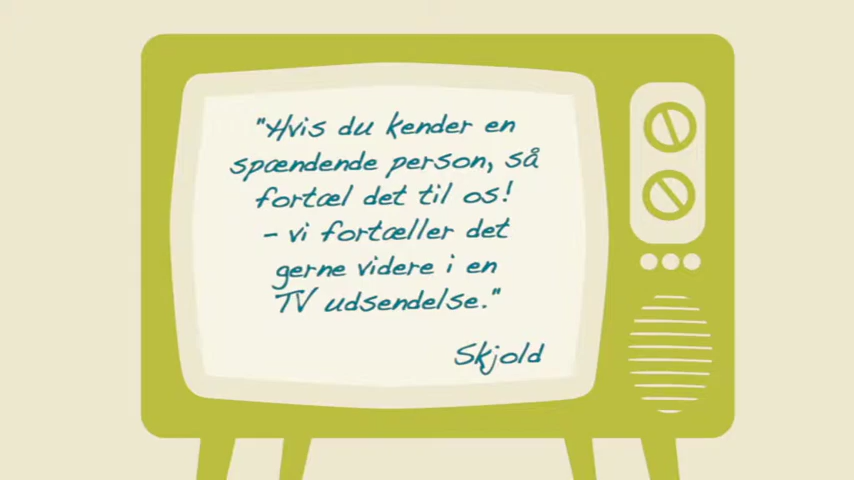 "Hvis du kender en
spændende person, så
fortæl det til os!
- vi fortæller det
gerne videre i en
TV udsendelse."
Skjold